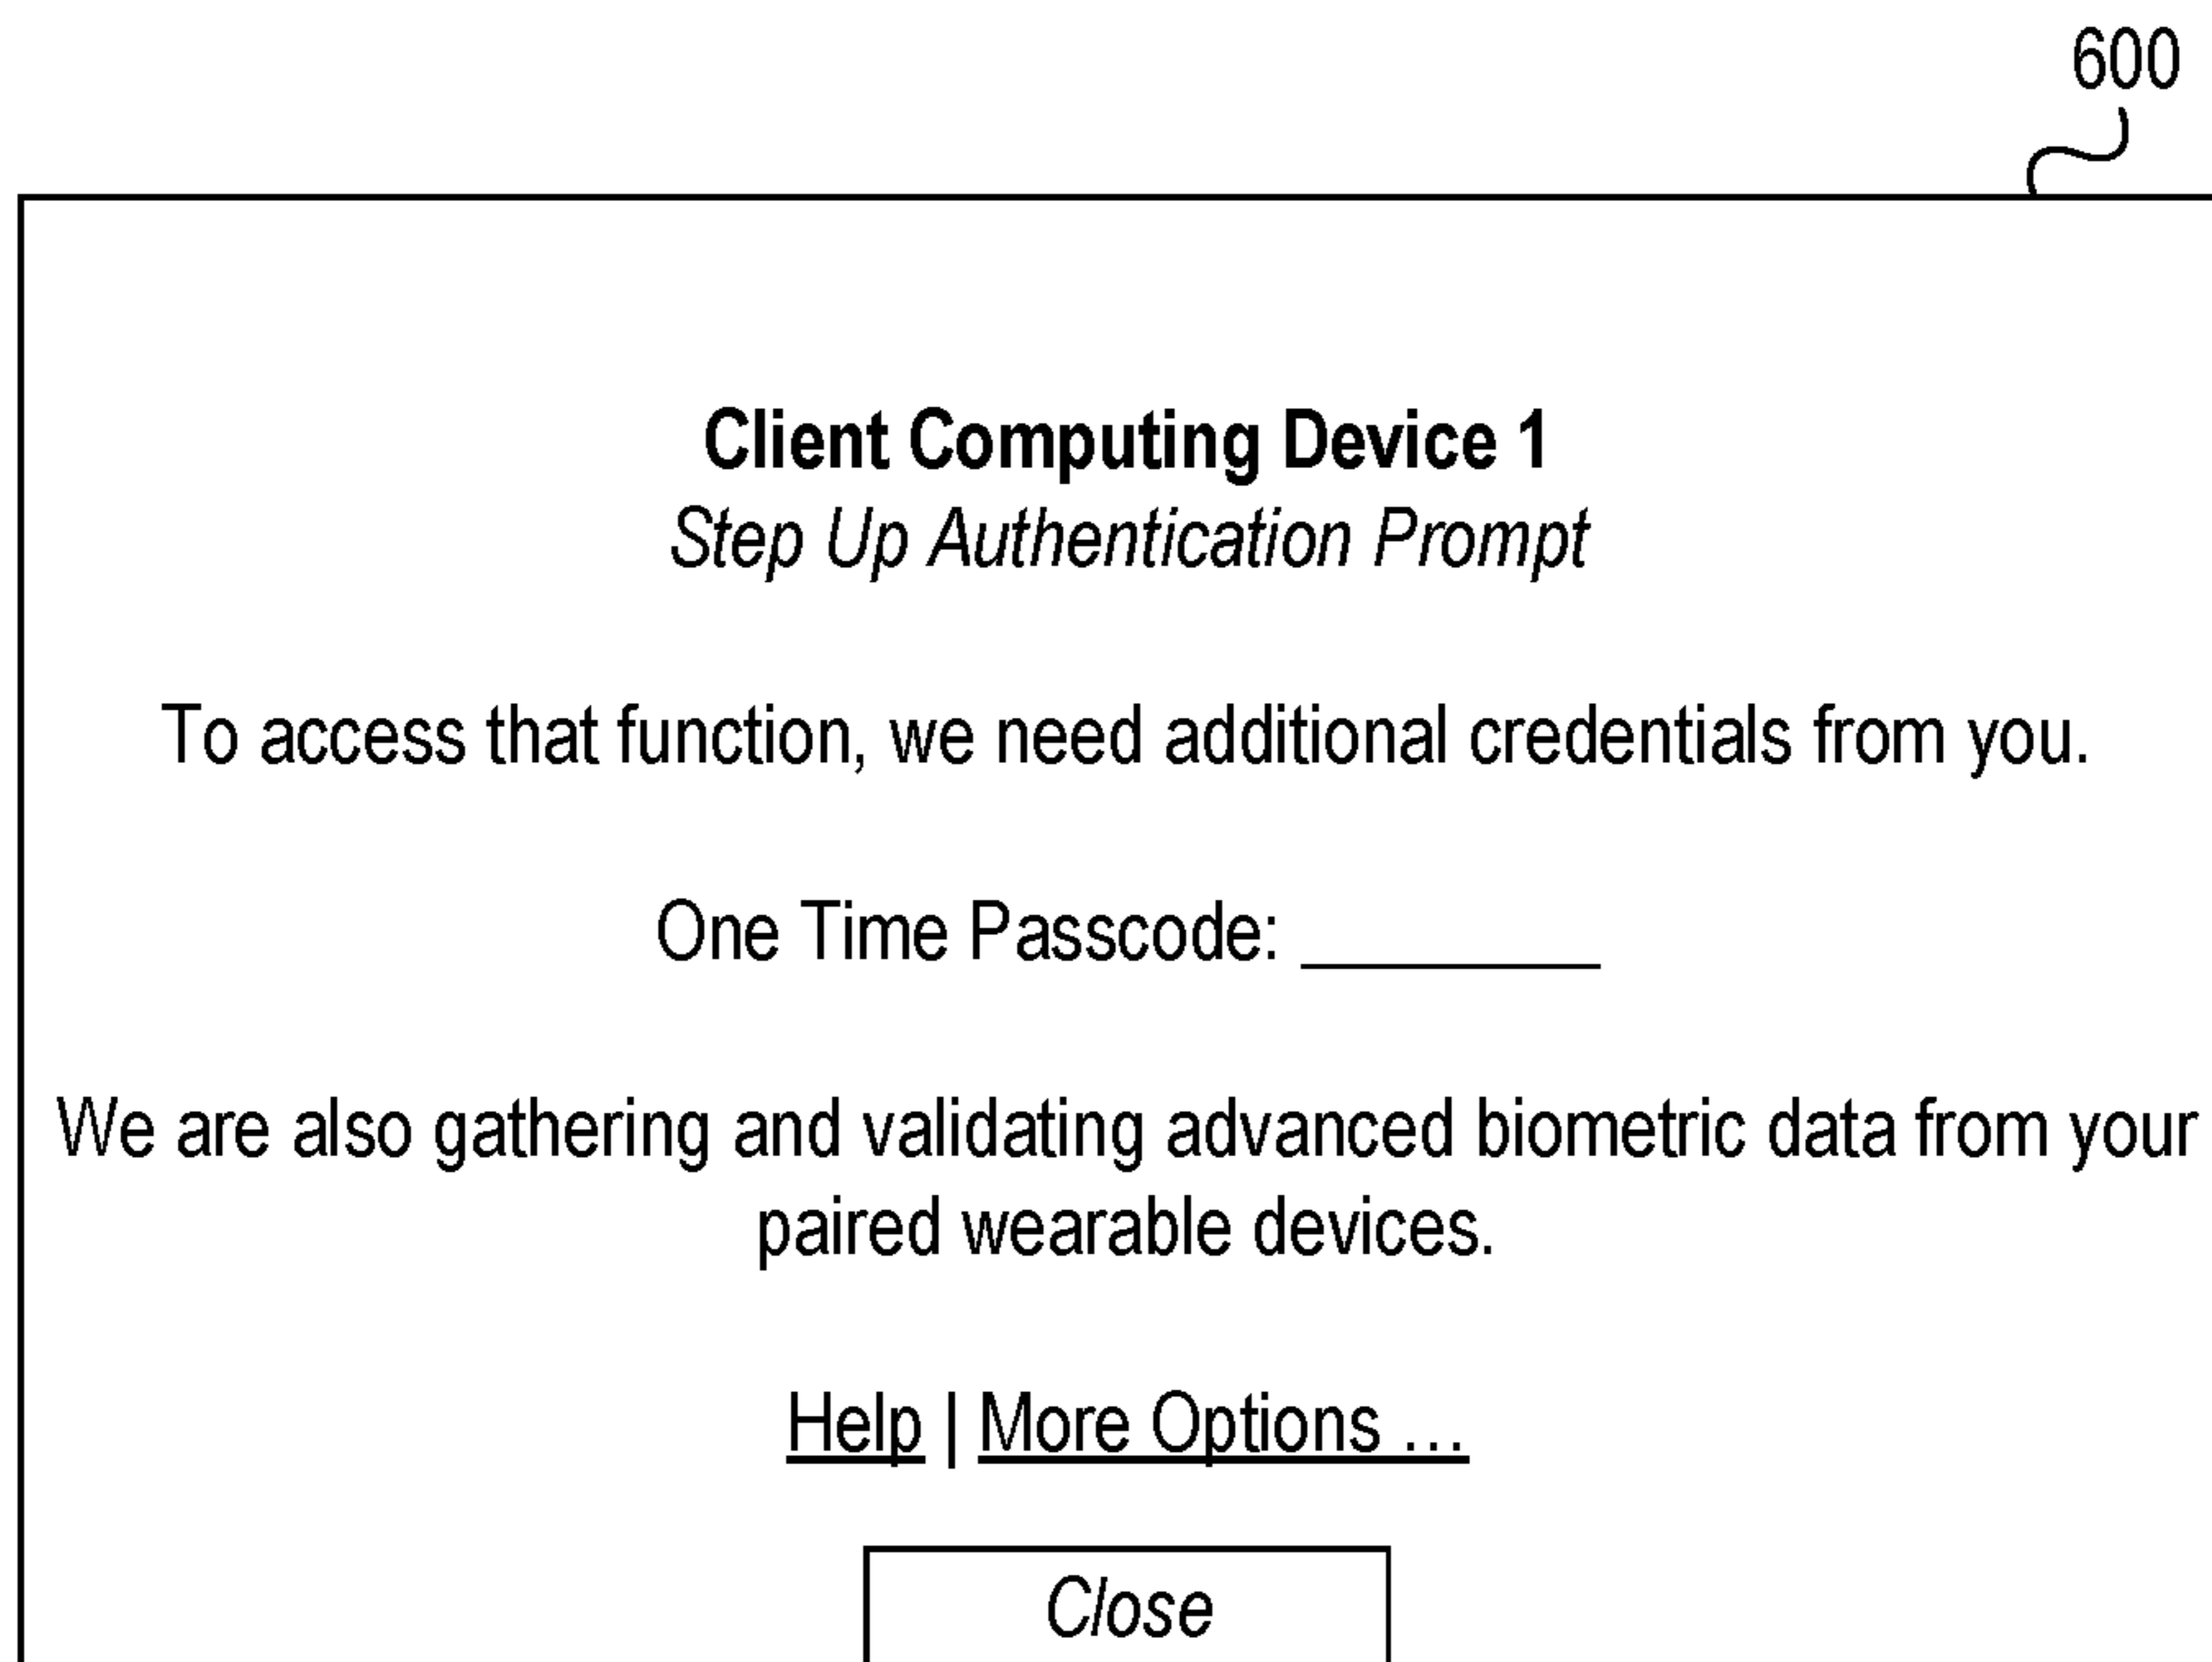 600
Client Computing Device 1
Step Up Authentication Prompt
To access that function, we need additional credentials from you.
One Time Passcode: ________
We are also gathering and validating advanced biometric data from your
paired wearable devices.
Help | More Options ...
Close